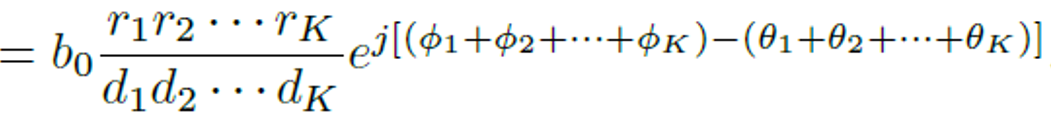 = b_0 \frac{r_1 r_2 \cdots r_K}{d_1 d_2 \cdots d_K} e^{j[(\phi_1+\phi_2+\cdots+\phi_K)-(\theta_1+\theta_2+\cdots+\theta_K)]}